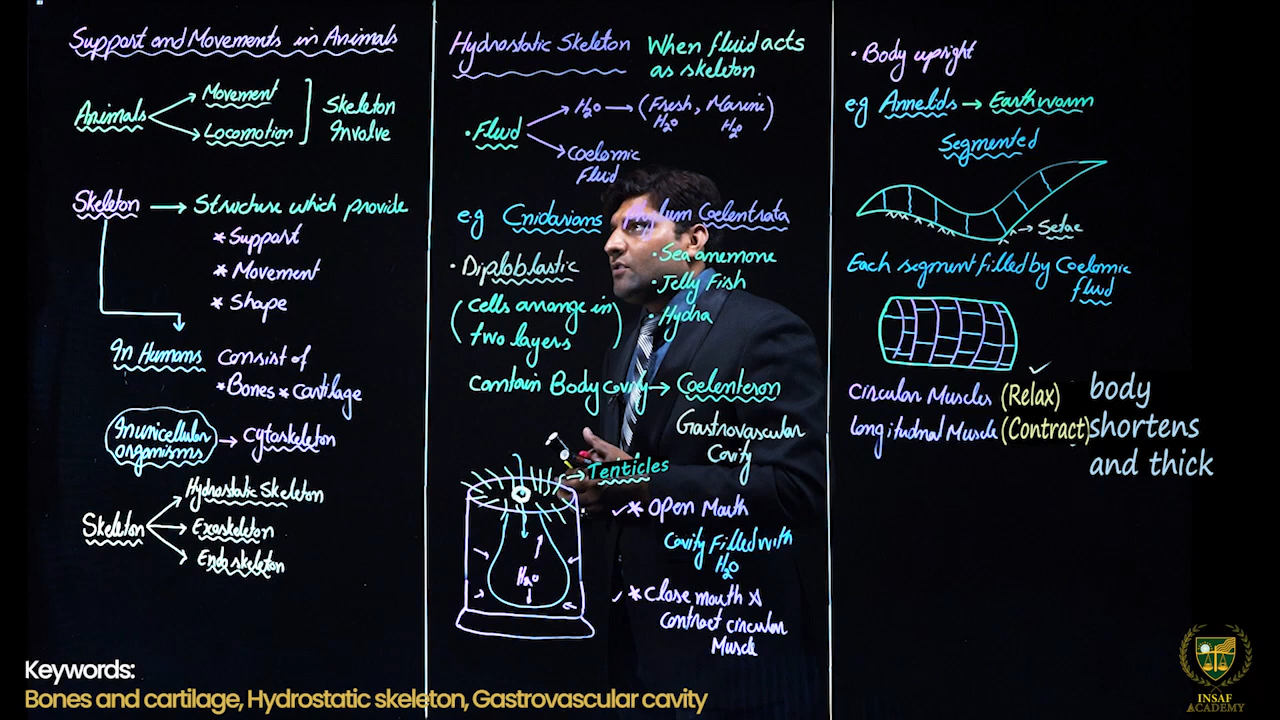 Support and Movements in Animals
Animals
Movement
Locomotion
Skeleton
Involve
Skeleton → Structure which provide
* Support
* Movement
* Shape
In Humans consist of
* Bones * cartilage
In unicellular
organisms → Cytoskeleton
Skeleton
Hydrostatic Skeleton
Exoskeleton
Endoskeleton
Hydrostatic Skeleton When fluid acts
as skeleton
• Fluid
H₂O → (Fresh, Marine)
H₂O H₂O
Coelomic
Fluid
e.g Cnidarians Phylum Coelentrata
• Diploblastic
(cells arrange in
two layers)
• Sea anemone
• Jelly Fish
• Hydra
Contain Body cavity → Coelenteron
Gastrovascular
Cavity
→ Tenticles
H₂O
✓* Open Mouth
Cavity Filled with
H₂O
✓* Close mouth &
contract circular
Muscle
• Body upright
e.g Annelids → Earthworm
Segmented
→ Setae
Each segment filled by Coelomic
fluid
Circular Muscles (Relax) ✓
Longitudnal Muscle (Contract)
body
shortens
and thick
Keywords:
Bones and cartilage, Hydrostatic skeleton, Gastrovascular cavity
INSAF
ACADEMY